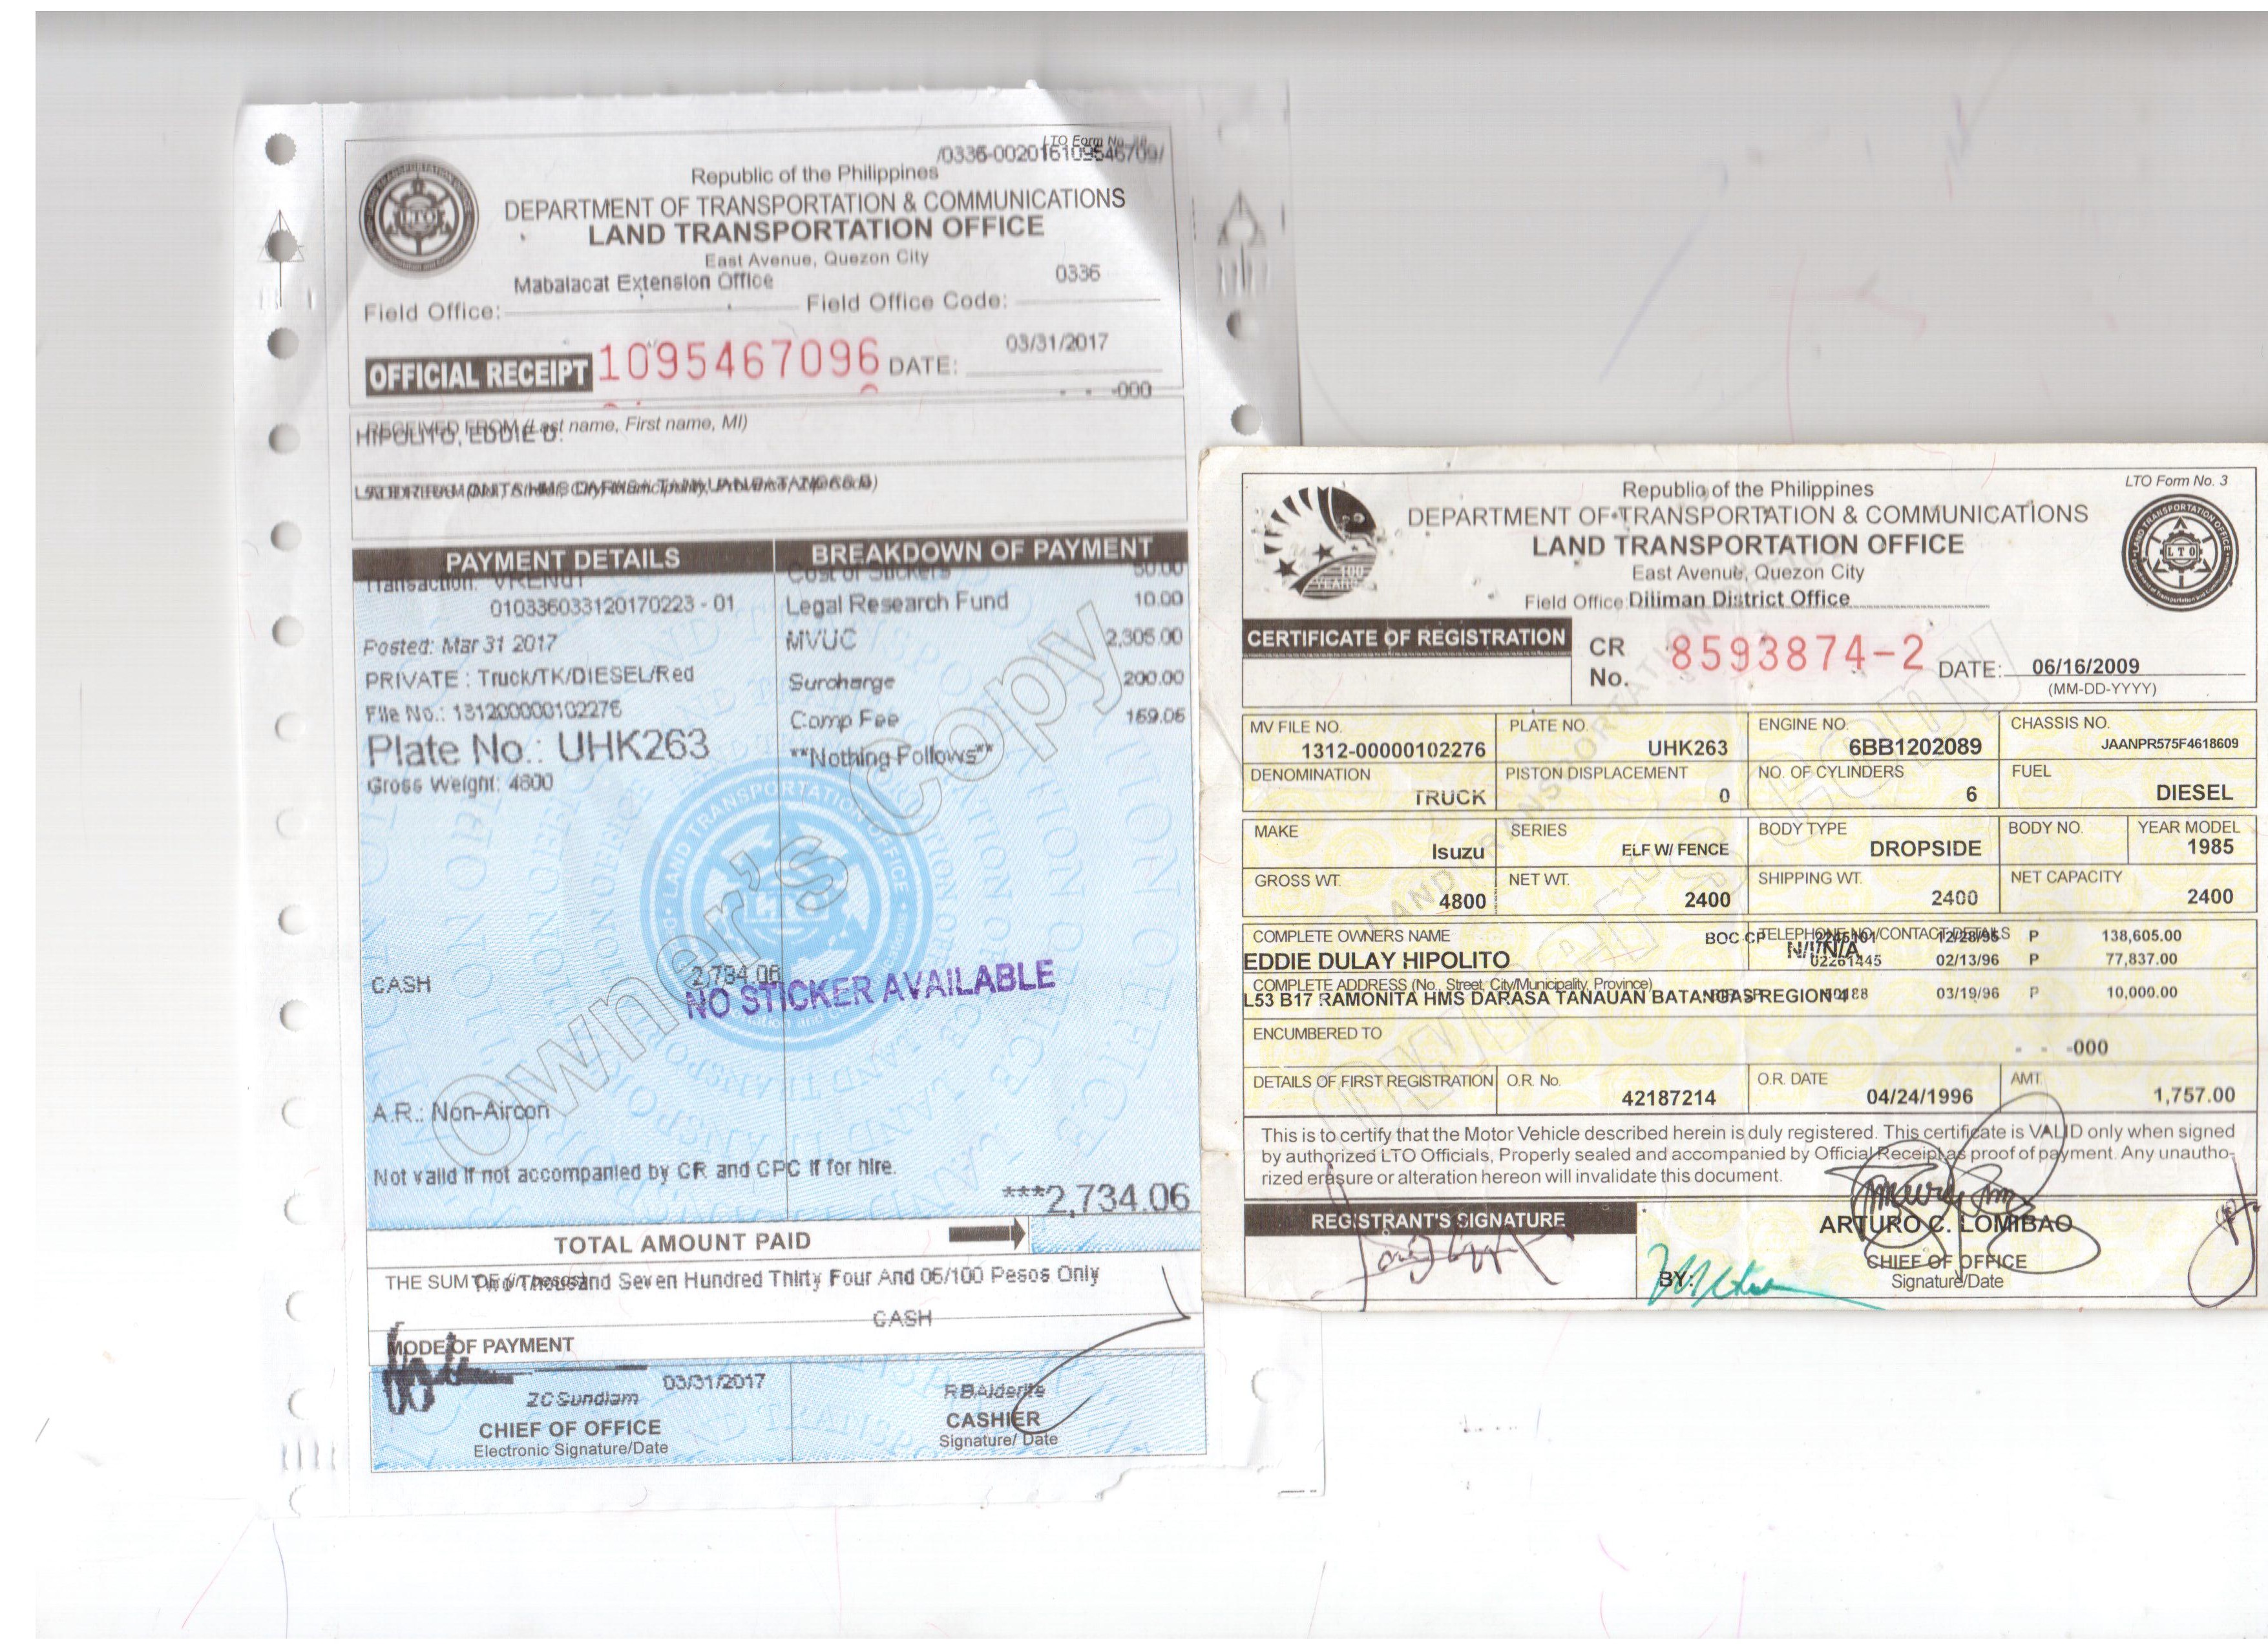 LTO Form No.
/0336-002016109546709/
Republic of the Philippines
DEPARTMENT OF TRANSPORTATION & COMMUNICATIONS
LAND TRANSPORTATION OFFICE
East Avenue, Quezon City
Mabalacat Extension Office 0336
Field Office: Field Office Code:
OFFICIAL RECEIPT 1095467096 DATE: 03/31/2017
- - -000
RECEIVED FROM (Last name, First name, MI)
HIPOLITO, EDDIE D.
PAYMENT DETAILS BREAKDOWN OF PAYMENT
Transaction: Cost of Stickers 50.00
010336033120170223 - 01 Legal Research Fund 10.00
Posted: Mar 31 2017 MVUC 2,305.00
PRIVATE : Truck/TK/DIESEL/Red Surcharge 200.00
File No.: 131200000102276 Comp Fee 169.06
Plate No.: UHK263 **Nothing Follows**
Gross Weight: 4800
Owner's Copy
CASH 2,734.06
NO STICKER AVAILABLE
A.R.: Non-Aircon
Not valid if not accompanied by CR and CPC if for hire.
***2,734.06
TOTAL AMOUNT PAID
THE SUM OF (in pesos) Two Thousand Seven Hundred Thirty Four And 06/100 Pesos Only
CASH
MODE OF PAYMENT
ZC Sundiam 03/31/2017 RBAlderite
CHIEF OF OFFICE CASHIER
Electronic Signature/Date Signature/ Date
LTO Form No. 3
Republic of the Philippines
DEPARTMENT OF TRANSPORTATION & COMMUNICATIONS
LAND TRANSPORTATION OFFICE
East Avenue, Quezon City
Field Office: Diliman District Office
CERTIFICATE OF REGISTRATION CR No. 8593874-2 DATE: 06/16/2009
(MM-DD-YYYY)
MV FILE NO. PLATE NO. ENGINE NO. CHASSIS NO.
1312-00000102276 UHK263 6BB1202089 JAANPR575F4618609
DENOMINATION PISTON DISPLACEMENT NO. OF CYLINDERS FUEL
TRUCK 0 6 DIESEL
MAKE SERIES BODY TYPE BODY NO. YEAR MODEL
Isuzu ELF W/ FENCE DROPSIDE 1985
GROSS WT. NET WT. SHIPPING WT. NET CAPACITY
4800 2400 2400 2400
COMPLETE OWNERS NAME TELEPHONE NO./CONTACT DETAILS
BOC CP 12/28/95 P 138,605.00
EDDIE DULAY HIPOLITO N/I/N/A 02261445 02/13/96 P 77,837.00
COMPLETE ADDRESS (No., Street, City/Municipality, Province)
L53 B17 RAMONITA HMS DARASA TANAUAN BATANGAS REGION 4 03/19/96 P 10,000.00
ENCUMBERED TO
- - -000
DETAILS OF FIRST REGISTRATION O.R. No. O.R. DATE AMT.
42187214 04/24/1996 1,757.00
This is to certify that the Motor Vehicle described herein is duly registered. This certificate is VALID only when signed
by authorized LTO Officials, Properly sealed and accompanied by Official Receipt as proof of payment. Any unautho-
rized erasure or alteration hereon will invalidate this document.
REGISTRANT'S SIGNATURE
ARTURO C. LOMIBAO
CHIEF OF OFFICE
BY: Signature/Date
Owner's Copy